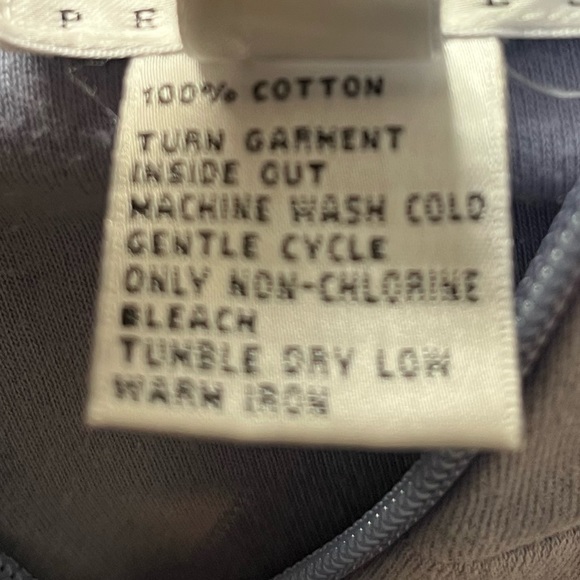 100% COTTON
TURN GARMENT
INSIDE OUT
MACHINE WASH COLD
GENTLE CYCLE
ONLY NON-CHLORINE
BLEACH
TUMBLE DRY LOW
WARM IRON